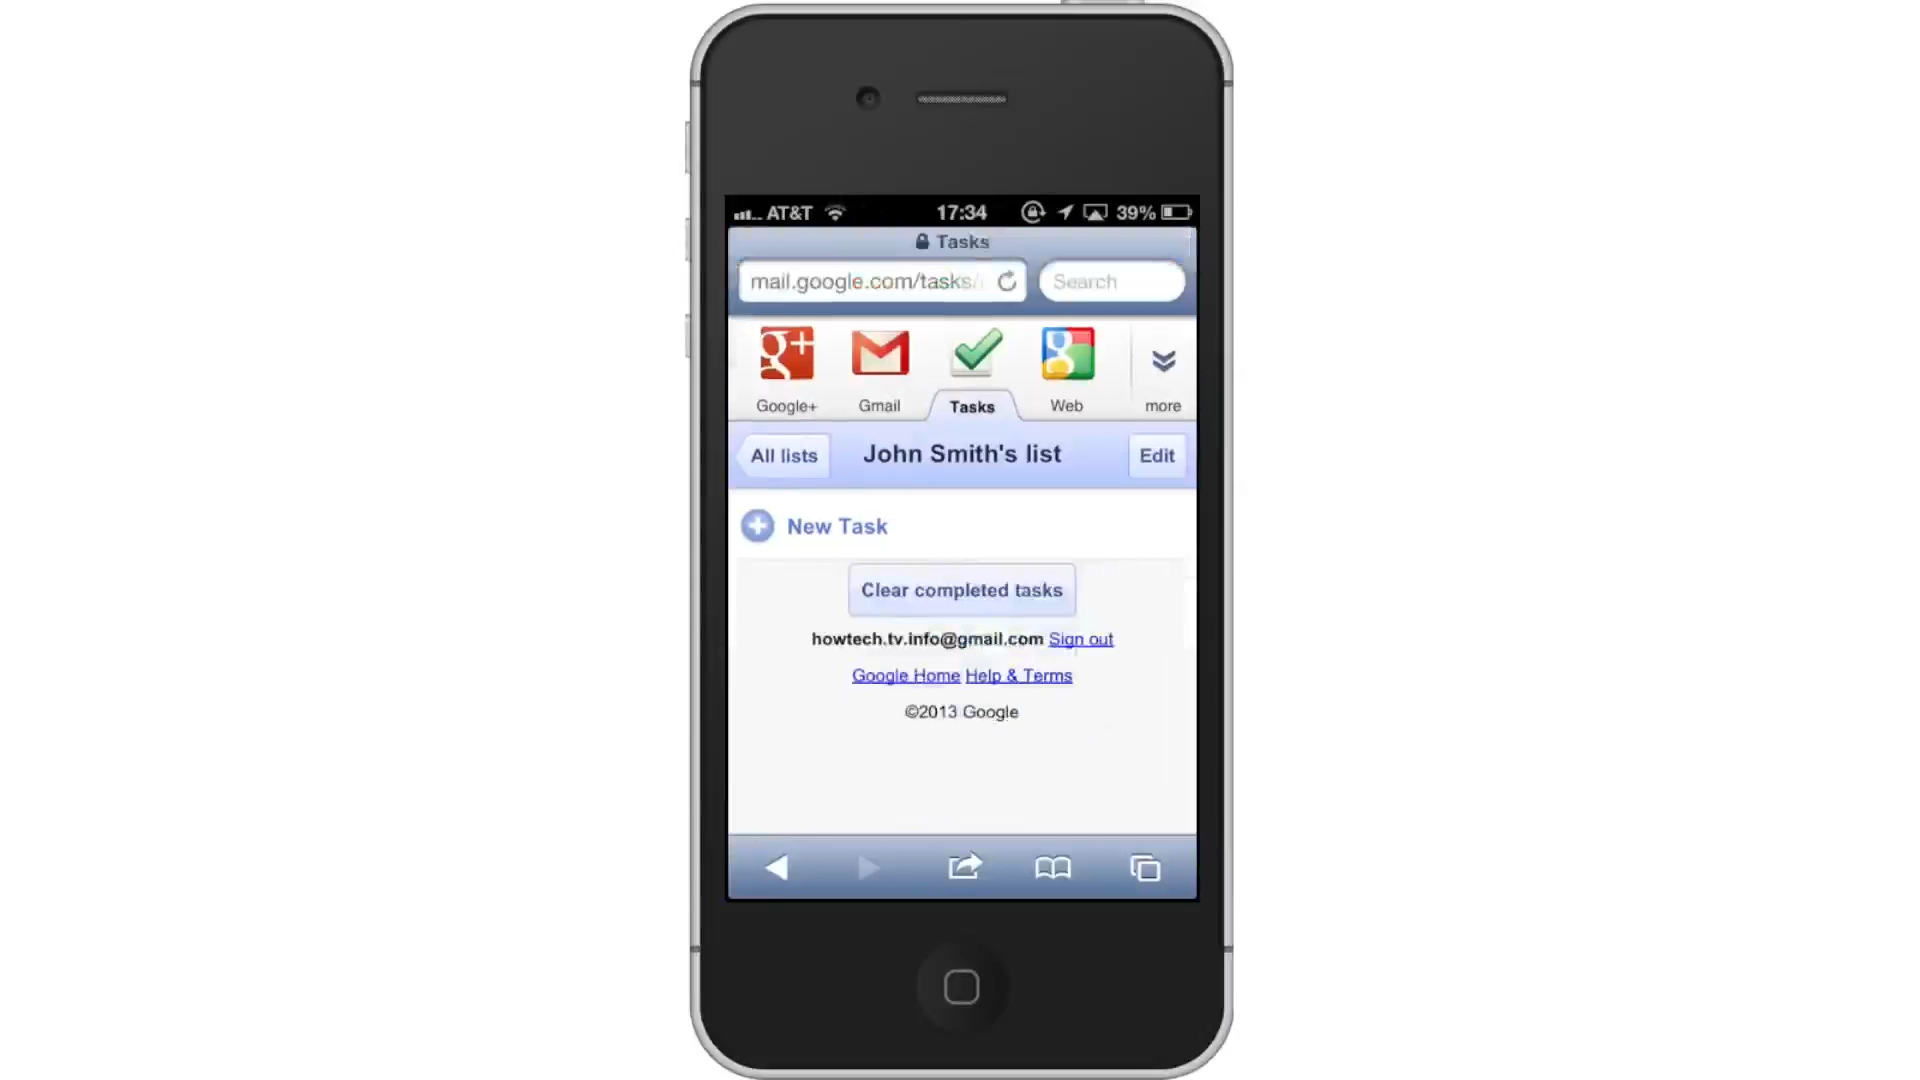 AT&T 17:34 39%
Tasks
mail.google.com/tasks/ Search
Google+ Gmail Tasks Web more
All lists John Smith's list Edit
New Task
Clear completed tasks
howtech.tv.info@gmail.com Sign out
Google Home Help & Terms
©2013 Google